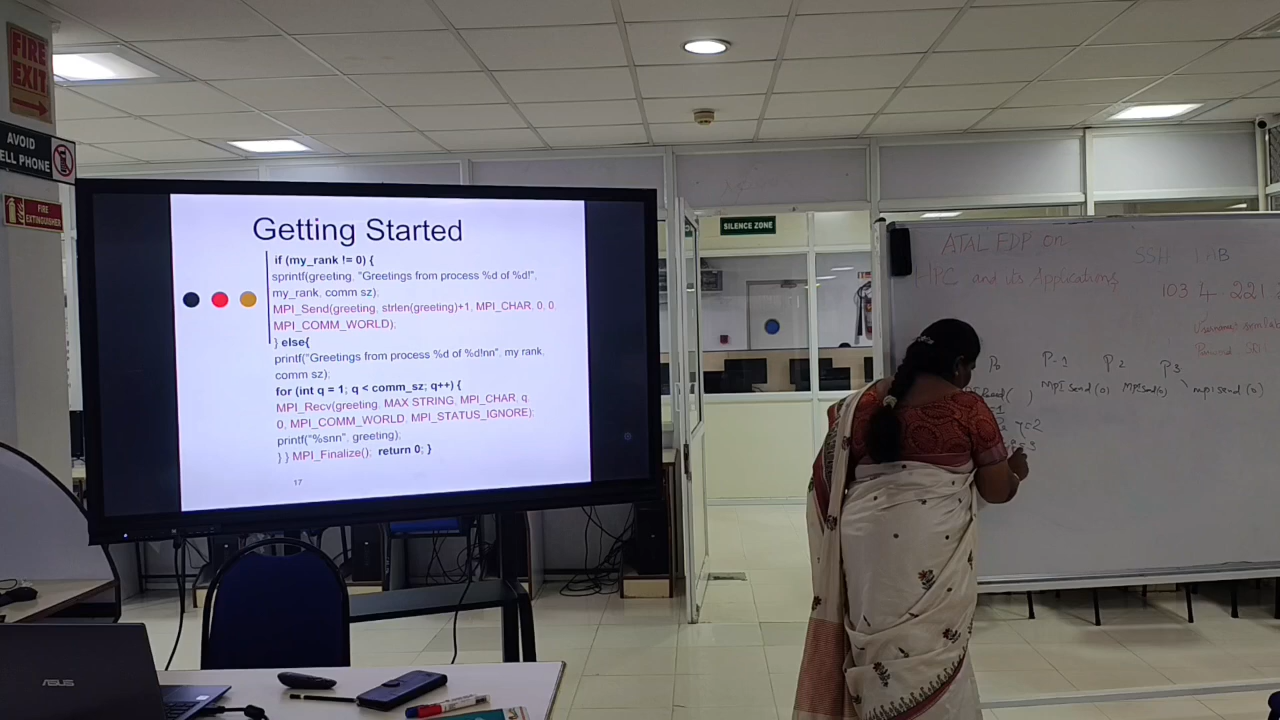 FIRE
EXIT
AVOID
ELL PHONE
FIRE
EXTINGUISHER
Getting Started
if (my_rank != 0) {
sprintf(greeting, "Greetings from process %d of %d!",
my_rank, comm sz);
MPI_Send(greeting, strlen(greeting)+1, MPI_CHAR, 0, 0,
MPI_COMM_WORLD);
} else{
printf("Greetings from process %d of %d!nn", my rank,
comm sz);
for (int q = 1; q < comm_sz; q++) {
MPI_Recv(greeting, MAX STRING, MPI_CHAR, q,
0, MPI_COMM_WORLD, MPI_STATUS_IGNORE);
printf("%snn", greeting);
} } MPI_Finalize(); return 0; }
17
SILENCE ZONE
ATAL FDP on
HPC and its Applications
SSH LAB
103 4 221
P0 P-1 P2 P3
MPI Send (0) MPI Send(0) mpi send (0)
ASUS